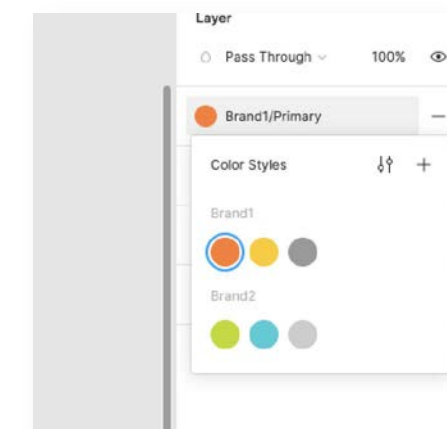 Layer
Pass Through 100%
Brand1/Primary
Color Styles
Brand1
Brand2